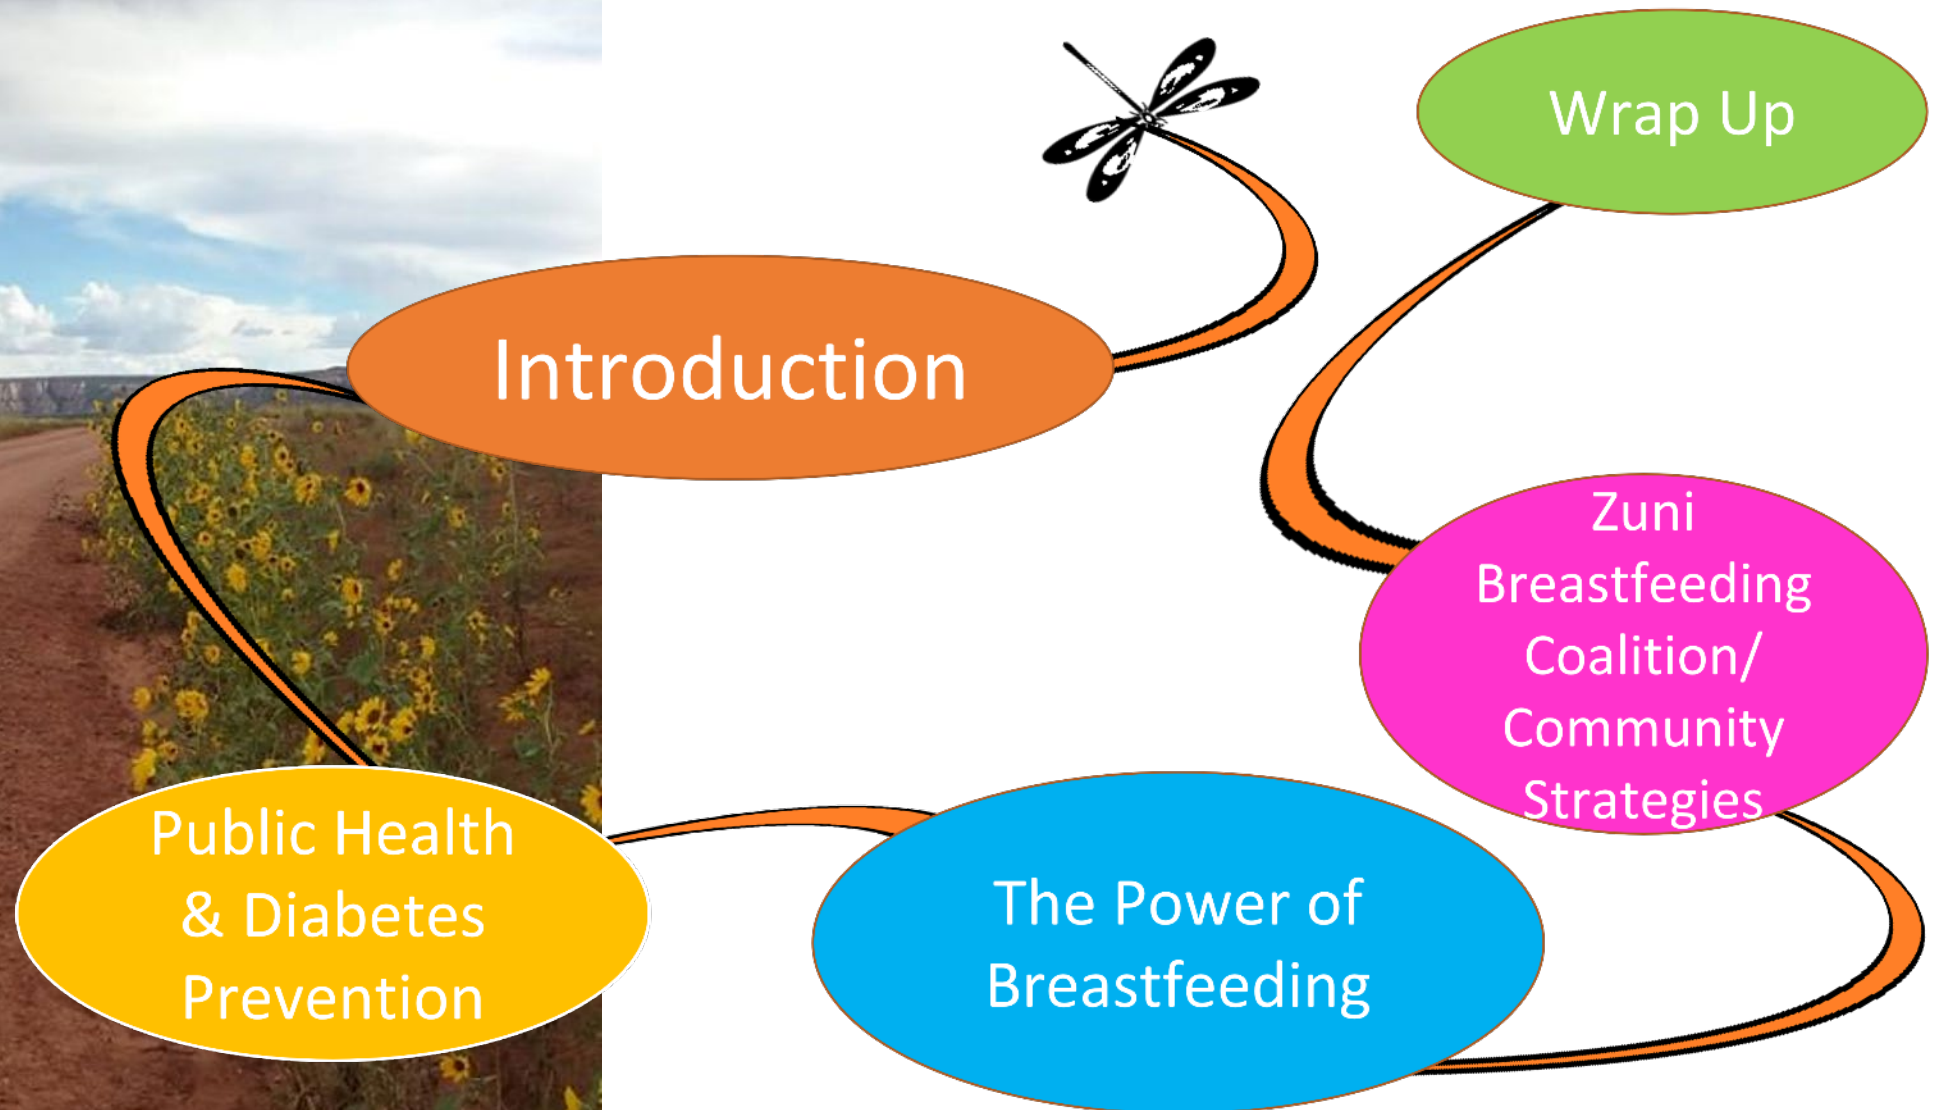 Introduction
Public Health
& Diabetes
Prevention
The Power of
Breastfeeding
Zuni
Breastfeeding
Coalition/
Community
Strategies
Wrap Up